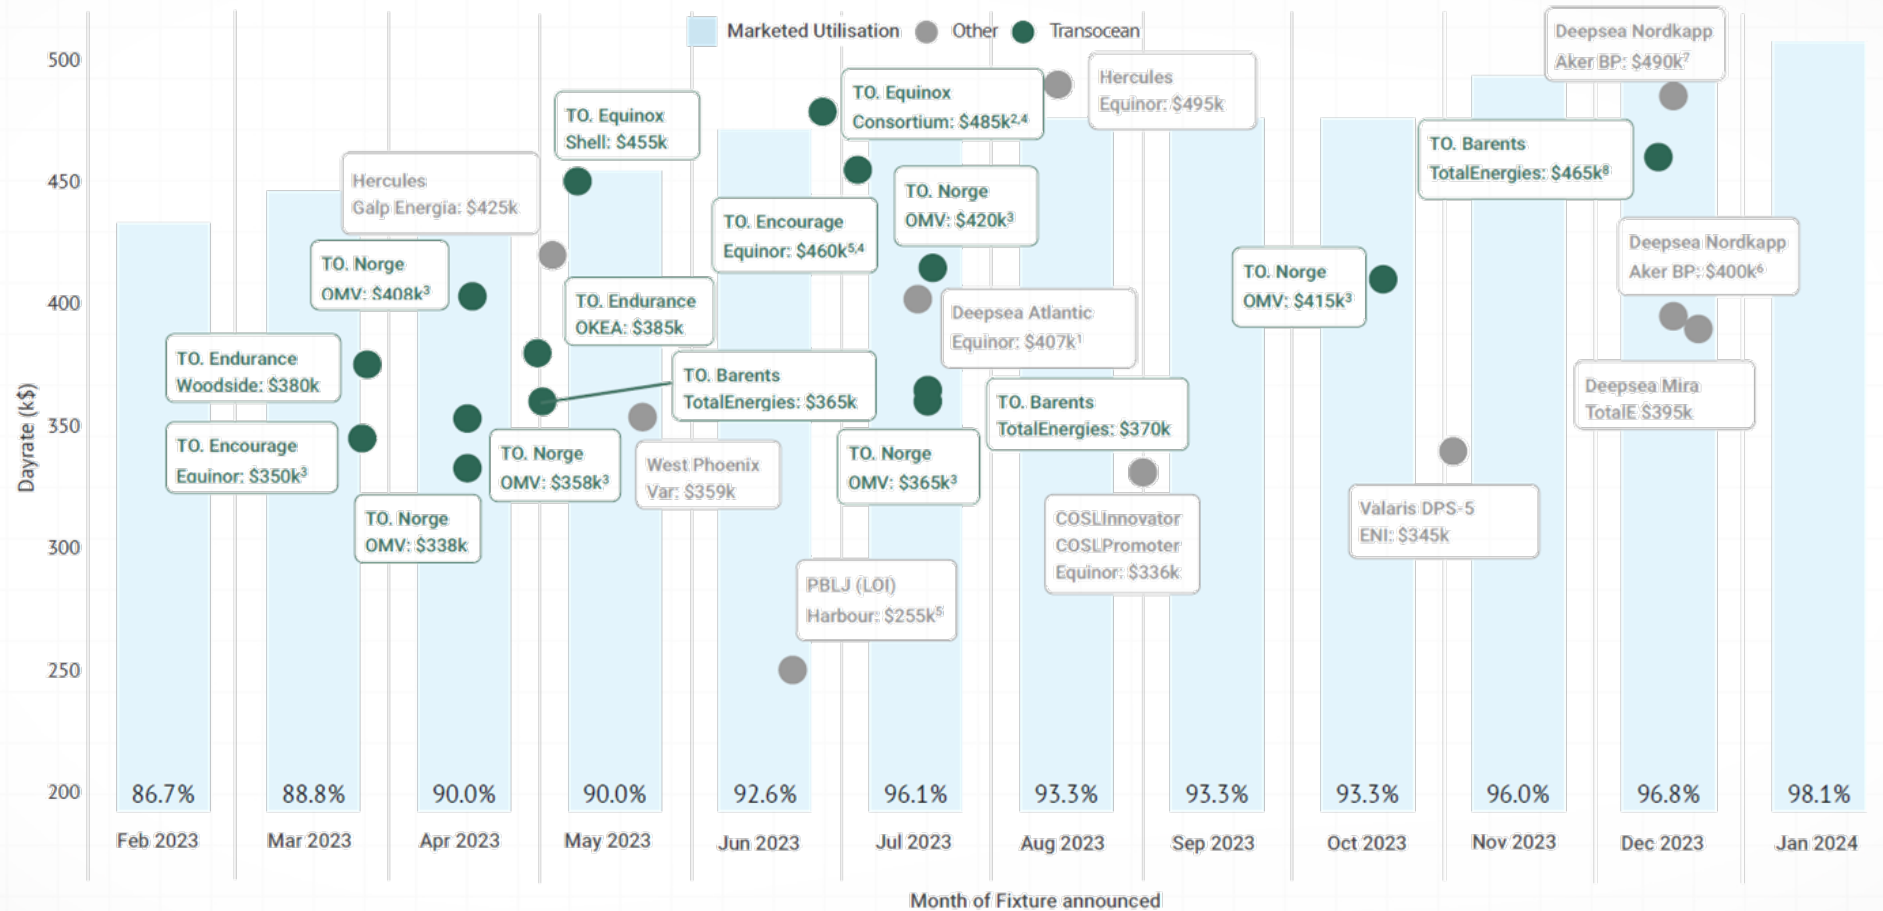 Marketed Utilisation
Other
Transocean
Dayrate (k$)
500
450
400
350
300
250
200
TO. Endurance
Woodside: $380k
TO. Encourage
Equinor: $350k³
TO. Norge
OMV: $408k³
Hercules
Galp Energia: $425k
TO. Norge
OMV: $338k
TO. Norge
OMV: $358k³
TO. Equinox
Shell: $455k
TO. Endurance
OKEA: $385k
TO. Barents
TotalEnergies: $365k
West Phoenix
Var: $359k
TO. Encourage
Equinor: $460k⁵,⁴
PBLJ (LOI)
Harbour: $255k⁵
TO. Equinox
Consortium: $485k²,⁴
TO. Norge
OMV: $420k³
Deepsea Atlantic
Equinor: $407k¹
TO. Norge
OMV: $365k³
TO. Barents
TotalEnergies: $370k
Hercules
Equinor: $495k
COSLInnovator
COSLPromoter
Equinor: $336k
TO. Norge
OMV: $415k³
Valaris DPS-5
ENI: $345k
Deepsea Nordkapp
Aker BP: $490k⁷
TO. Barents
TotalEnergies: $465k⁸
Deepsea Nordkapp
Aker BP: $400k⁶
Deepsea Mira
TotalE $395k
86.7%
88.8%
90.0%
90.0%
92.6%
96.1%
93.3%
93.3%
93.3%
96.0%
96.8%
98.1%
Feb 2023
Mar 2023
Apr 2023
May 2023
Jun 2023
Jul 2023
Aug 2023
Sep 2023
Oct 2023
Nov 2023
Dec 2023
Jan 2024
Month of Fixture announced